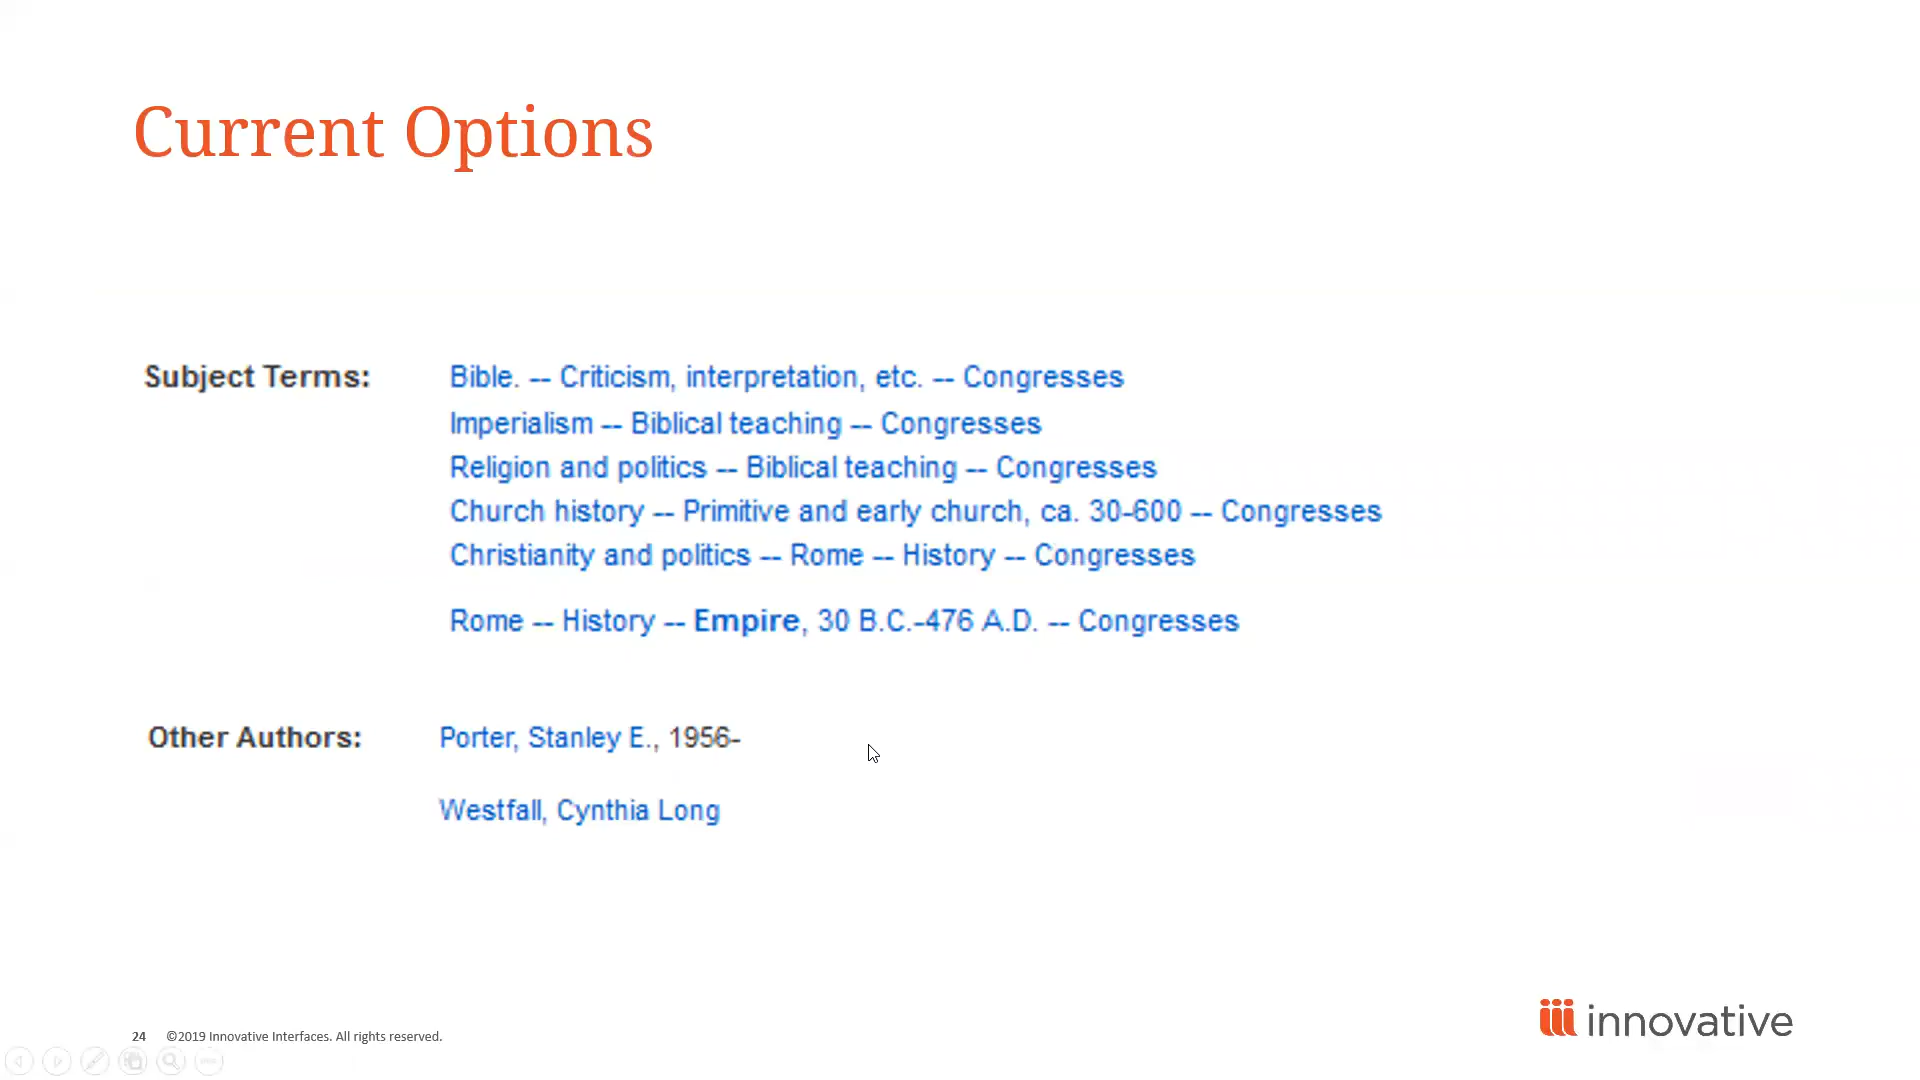 Current Options
Subject Terms: Bible. -- Criticism, interpretation, etc. -- Congresses
Imperialism -- Biblical teaching -- Congresses
Religion and politics -- Biblical teaching -- Congresses
Church history -- Primitive and early church, ca. 30-600 -- Congresses
Christianity and politics -- Rome -- History -- Congresses
Rome -- History -- Empire, 30 B.C.-476 A.D. -- Congresses
Other Authors: Porter, Stanley E., 1956-
Westfall, Cynthia Long
24 ©2019 Innovative Interfaces. All rights reserved.
innovative